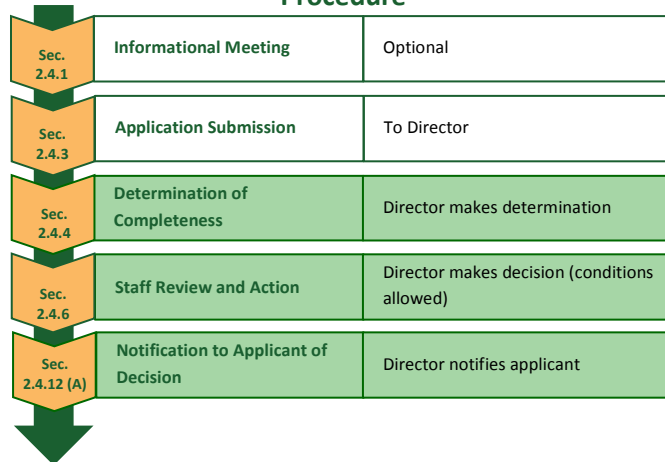 Procedure
Sec.
2.4.1
Informational Meeting
Optional
Sec.
2.4.3
Application Submission
To Director
Sec.
2.4.4
Determination of
Completeness
Director makes determination
Sec.
2.4.6
Staff Review and Action
Director makes decision (conditions
allowed)
Sec.
2.4.12 (A)
Notification to Applicant of
Decision
Director notifies applicant